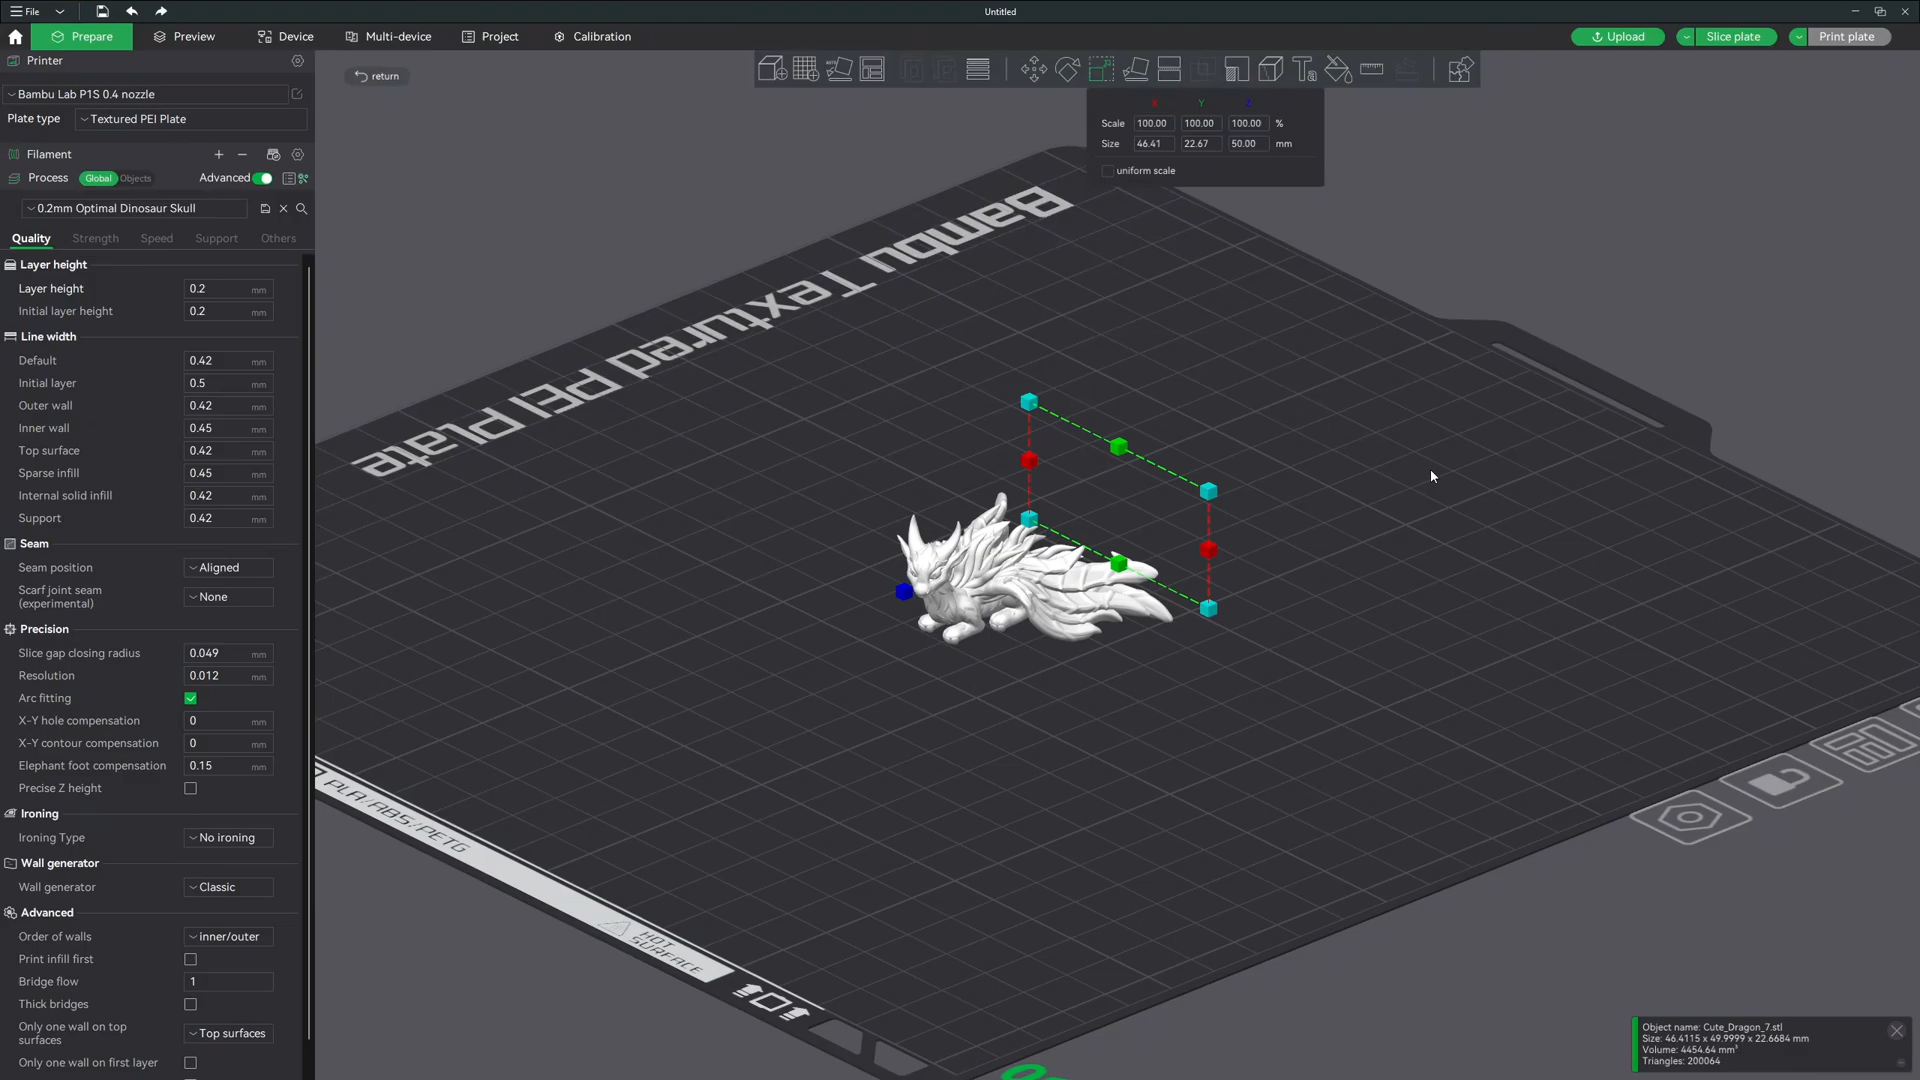 File
Untitled
Prepare
Preview
Device
Multi-device
Project
Calibration
Upload
Slice plate
Print plate
Printer
Bambu Lab P1S 0.4 nozzle
Plate type
Textured PEI Plate
Filament
+ −
Process
Global
Objects
Advanced
0.2mm Optimal Dinosaur Skull
Quality
Strength
Speed
Support
Others
Layer height
Layer height 0.2 mm
Initial layer height 0.2 mm
Line width
Default 0.42 mm
Initial layer 0.5 mm
Outer wall 0.42 mm
Inner wall 0.45 mm
Top surface 0.42 mm
Sparse infill 0.45 mm
Internal solid infill 0.42 mm
Support 0.42 mm
Seam
Seam position Aligned
Scarf joint seam
(experimental) None
Precision
Slice gap closing radius 0.049 mm
Resolution 0.012 mm
Arc fitting
X-Y hole compensation 0 mm
X-Y contour compensation 0 mm
Elephant foot compensation 0.15 mm
Precise Z height
Ironing
Ironing Type No ironing
Wall generator
Wall generator Classic
Advanced
Order of walls inner/outer
Print infill first
Bridge flow 1
Thick bridges
Only one wall on top
surfaces Top surfaces
Only one wall on first layer
return
X Y Z
Scale 100.00 100.00 100.00 %
Size 46.41 22.67 50.00 mm
uniform scale
Bambu Textured PEI Plate
PLA/ABS/PETG
HOT
SURFACE
Object name: Cute_Dragon_7.stl
Size: 46.4115 x 49.9999 x 22.6684 mm
Volume: 4454.64 mm³
Triangles: 200064